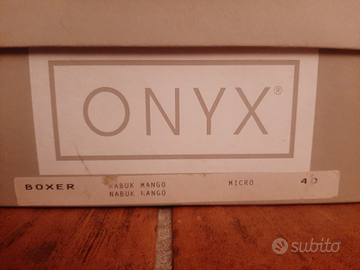 ONYX®
BOXER NABUK MANGO MICRO 40
NABUK MANGO
subito